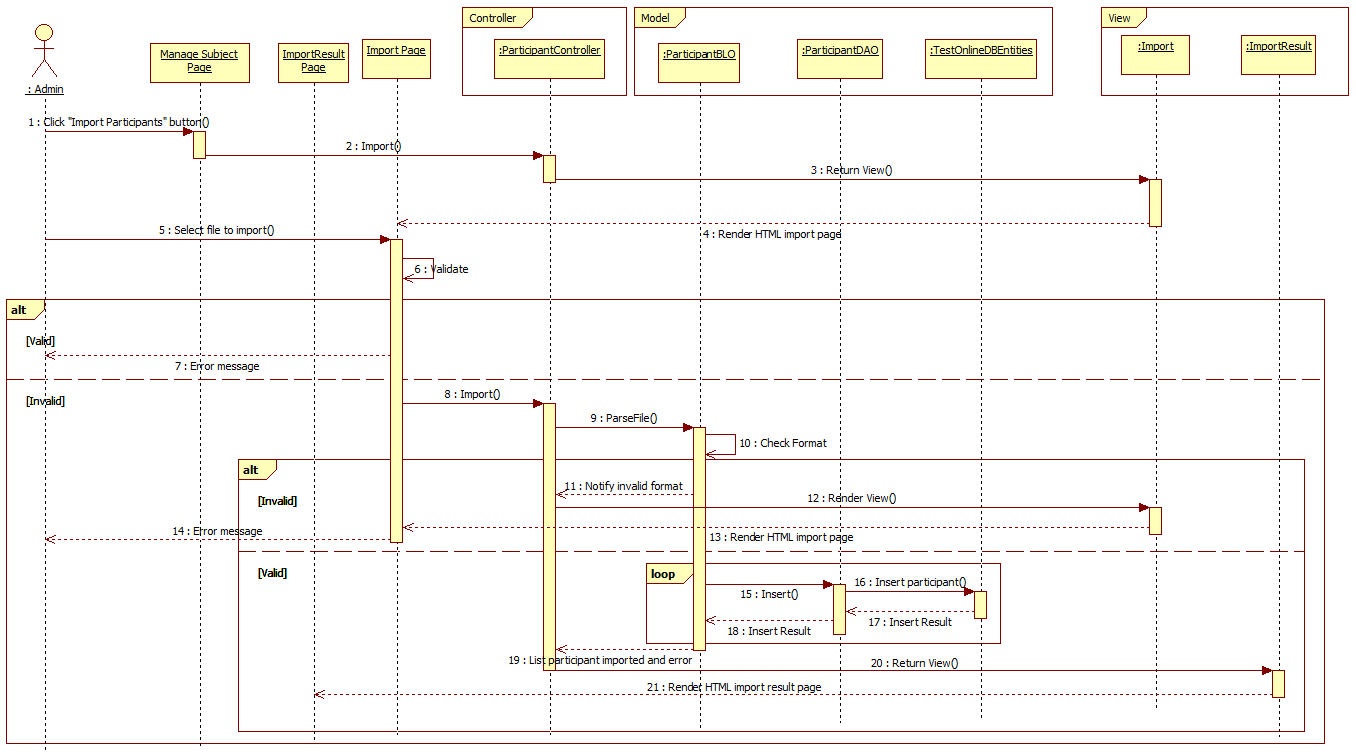 Controller
Model
View
: Admin
Manage Subject
Page
ImportResult
Page
Import Page
:ParticipantController
:ParticipantBLO
:ParticipantDAO
:TestOnlineDBEntities
:Import
:ImportResult
1 : Click "Import Participants" button()
2 : Import()
3 : Return View()
4 : Render HTML import page
5 : Select file to import()
6 : Validate
alt
[Valid]
7 : Error message
[Invalid]
8 : Import()
9 : ParseFile()
10 : Check Format
alt
[Invalid]
11 : Notify invalid format
12 : Render View()
13 : Render HTML import page
14 : Error message
[Valid]
loop
15 : Insert()
16 : Insert participant()
17 : Insert Result
18 : Insert Result
19 : List participant imported and error
20 : Return View()
21 : Render HTML import result page